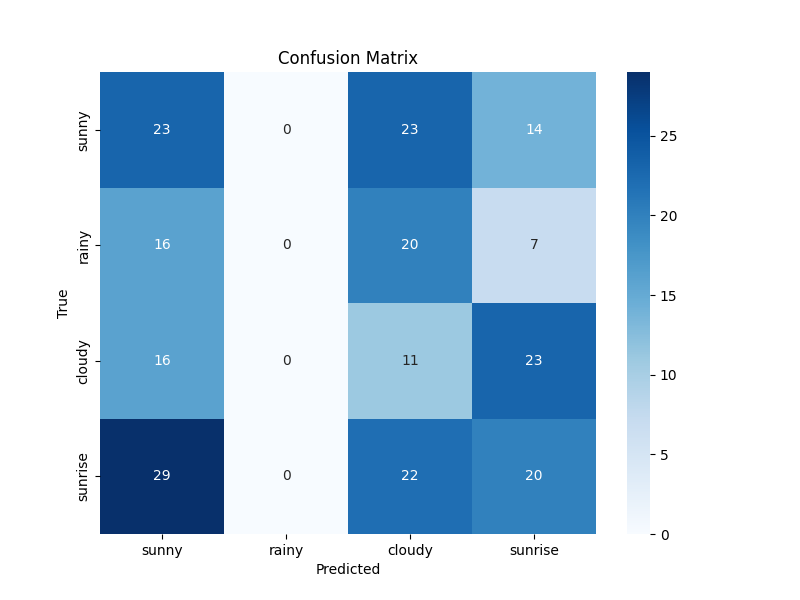 Confusion Matrix
True
sunny 23 0 23 14
rainy 16 0 20 7
cloudy 16 0 11 23
sunrise 29 0 22 20
sunny rainy cloudy sunrise
Predicted
25
20
15
10
5
0